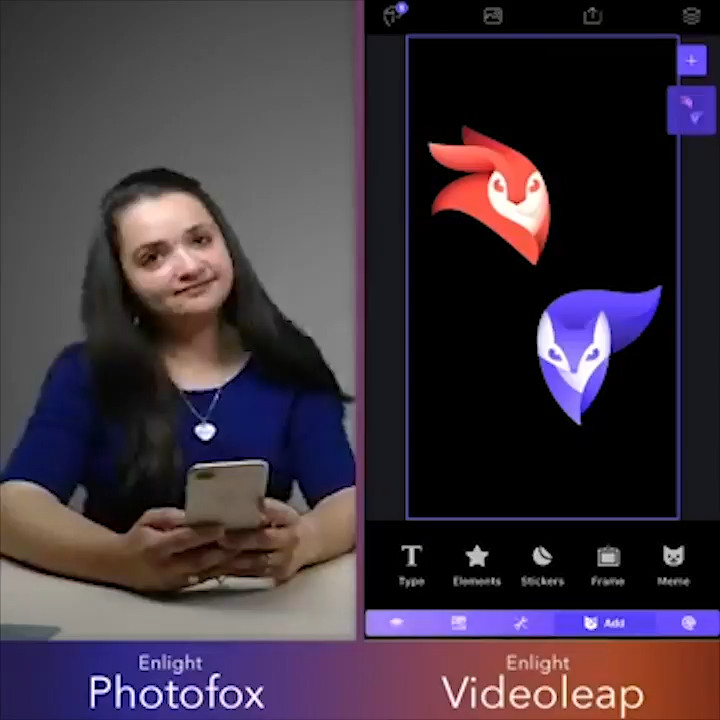 Type
Elements
Stickers
Frame
Meme
Add
Enlight
Photofox
Enlight
Videoleap